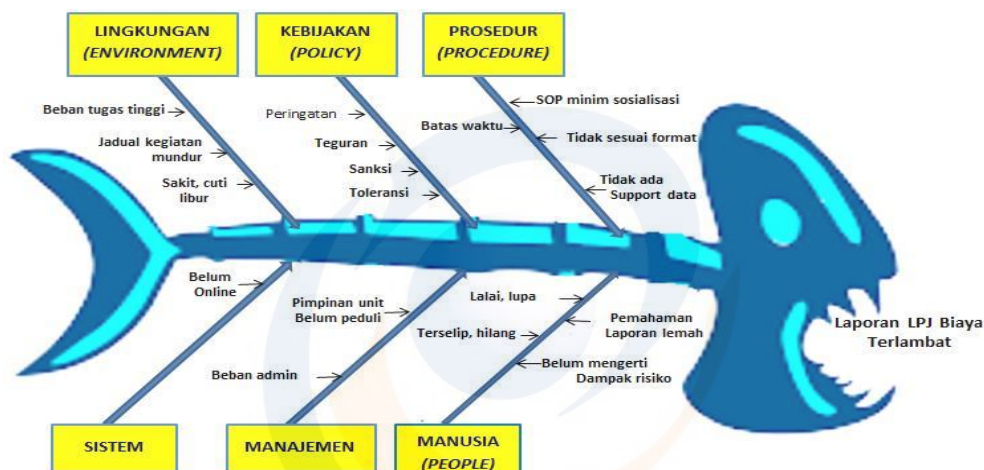 LINGKUNGAN
(ENVIRONMENT)
KEBIJAKAN
(POLICY)
PROSEDUR
(PROCEDURE)
Beban tugas tinggi
Jadual kegiatan
mundur
Sakit, cuti
libur
Peringatan
Teguran
Sanksi
Toleransi
SOP minim sosialisasi
Batas waktu
Tidak sesuai format
Tidak ada
Support data
Belum
Online
Pimpinan unit
Belum peduli
Beban admin
Lalai, lupa
Terselip, hilang
Pemahaman
Laporan lemah
Belum mengerti
Dampak risiko
Laporan LPJ Biaya
Terlambat
SISTEM
MANAJEMEN
MANUSIA
(PEOPLE)